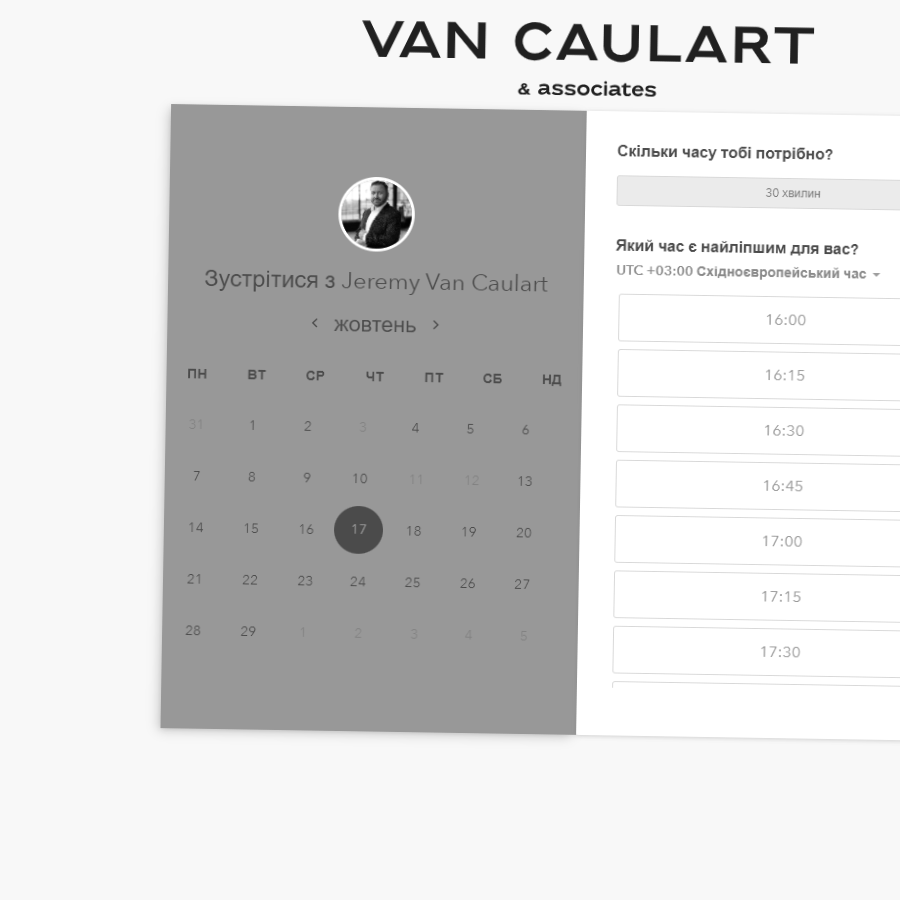 VAN CAULART
& associates
Зустрітися з Jeremy Van Caulart
жовтень
ПН ВТ СР ЧТ ПТ СБ НД
31 1 2 3 4 5 6
7 8 9 10 11 12 13
14 15 16 17 18 19 20
21 22 23 24 25 26 27
28 29 1 2 3 4 5
Скільки часу тобі потрібно?
30 хвилин
Який час є найліпшим для вас?
UTC +03:00 Східноєвропейський час
16:00
16:15
16:30
16:45
17:00
17:15
17:30